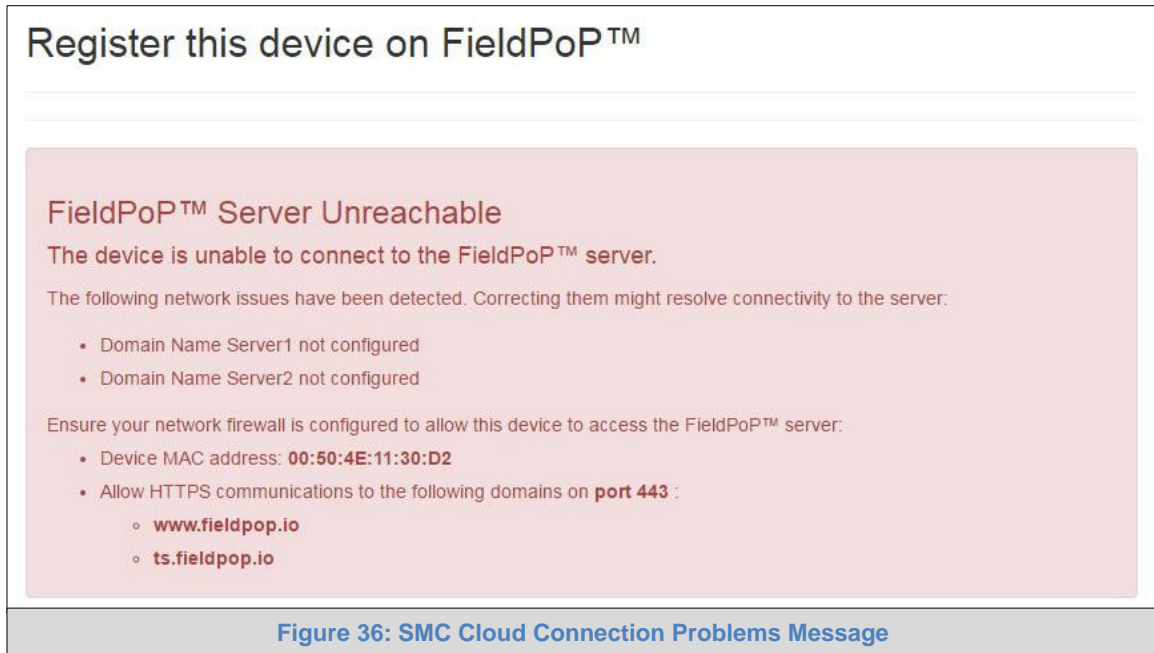 Register this device on FieldPoP™
FieldPoP™ Server Unreachable
The device is unable to connect to the FieldPoP™ server.
The following network issues have been detected. Correcting them might resolve connectivity to the server:
• Domain Name Server1 not configured
• Domain Name Server2 not configured
Ensure your network firewall is configured to allow this device to access the FieldPoP™ server:
• Device MAC address: 00:50:4E:11:30:D2
• Allow HTTPS communications to the following domains on port 443 :
◦ www.fieldpop.io
◦ ts.fieldpop.io
Figure 36: SMC Cloud Connection Problems Message